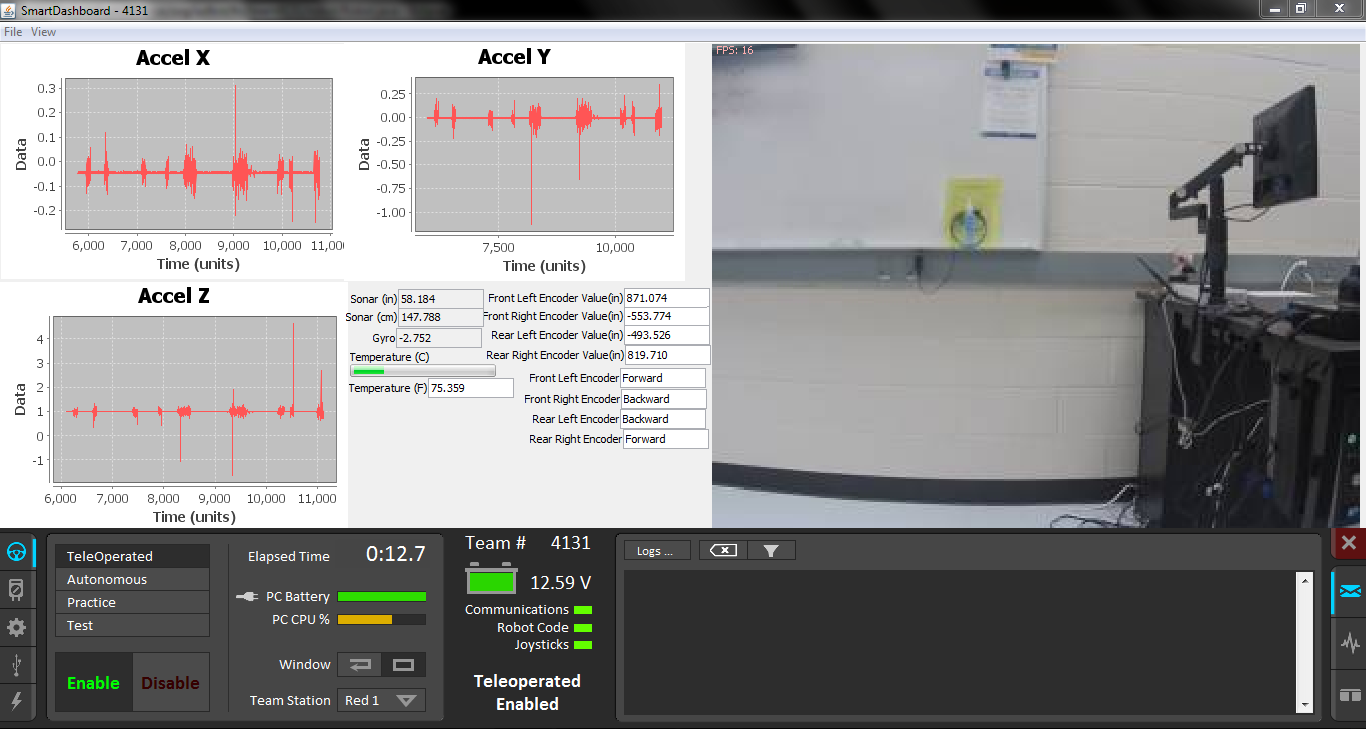 SmartDashboard - 4131
File View
Accel X
0.3
0.2
0.1
0.0
-0.1
-0.2
Data
6,000 7,000 8,000 9,000 10,000 11,000
Time (units)
Accel Y
0.25
0.00
-0.25
-0.50
-0.75
-1.00
Data
7,500 10,000
Time (units)
FPS: 16
Accel Z
4
3
2
1
0
-1
Data
6,000 7,000 8,000 9,000 10,000 11,000
Time (units)
Sonar (in) 58.184
Sonar (cm) 147.788
Gyro -2.752
Temperature (C)
Temperature (F) 75.359
Front Left Encoder Value(in) 871.074
Front Right Encoder Value(in) -553.774
Rear Left Encoder Value(in) -493.526
Rear Right Encoder Value(in) 819.710
Front Left Encoder Forward
Front Right Encoder Backward
Rear Left Encoder Backward
Rear Right Encoder Forward
TeleOperated
Autonomous
Practice
Test
Enable Disable
Elapsed Time 0:12.7
PC Battery
PC CPU %
Window
Team Station Red 1
Team # 4131
12.59 V
Communications
Robot Code
Joysticks
Teleoperated
Enabled
Logs ...